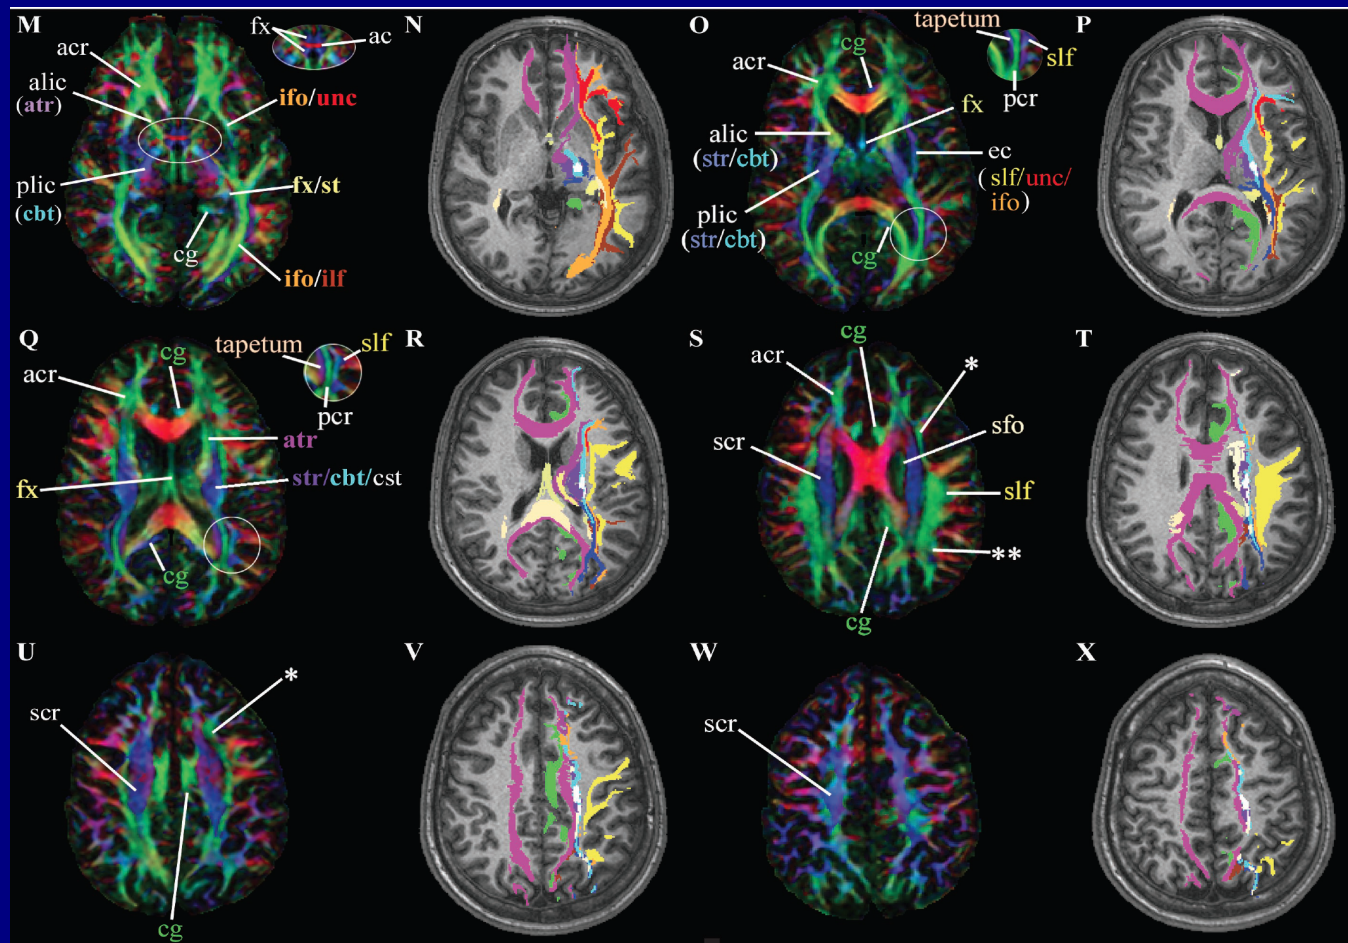 M
fx
ac
acr
alic
(atr)
ifo/unc
plic
(cbt)
fx/st
cg
ifo/ilf
N
O
tapetum
cg
slf
acr
pcr
fx
alic
(str/cbt)
ec
(slf/unc/
ifo)
plic
(str/cbt)
cg
P
Q
tapetum
slf
cg
acr
pcr
atr
fx
str/cbt/cst
cg
R
S
cg
*
acr
scr
sfo
slf
**
cg
T
U
*
scr
cg
V
W
scr
X